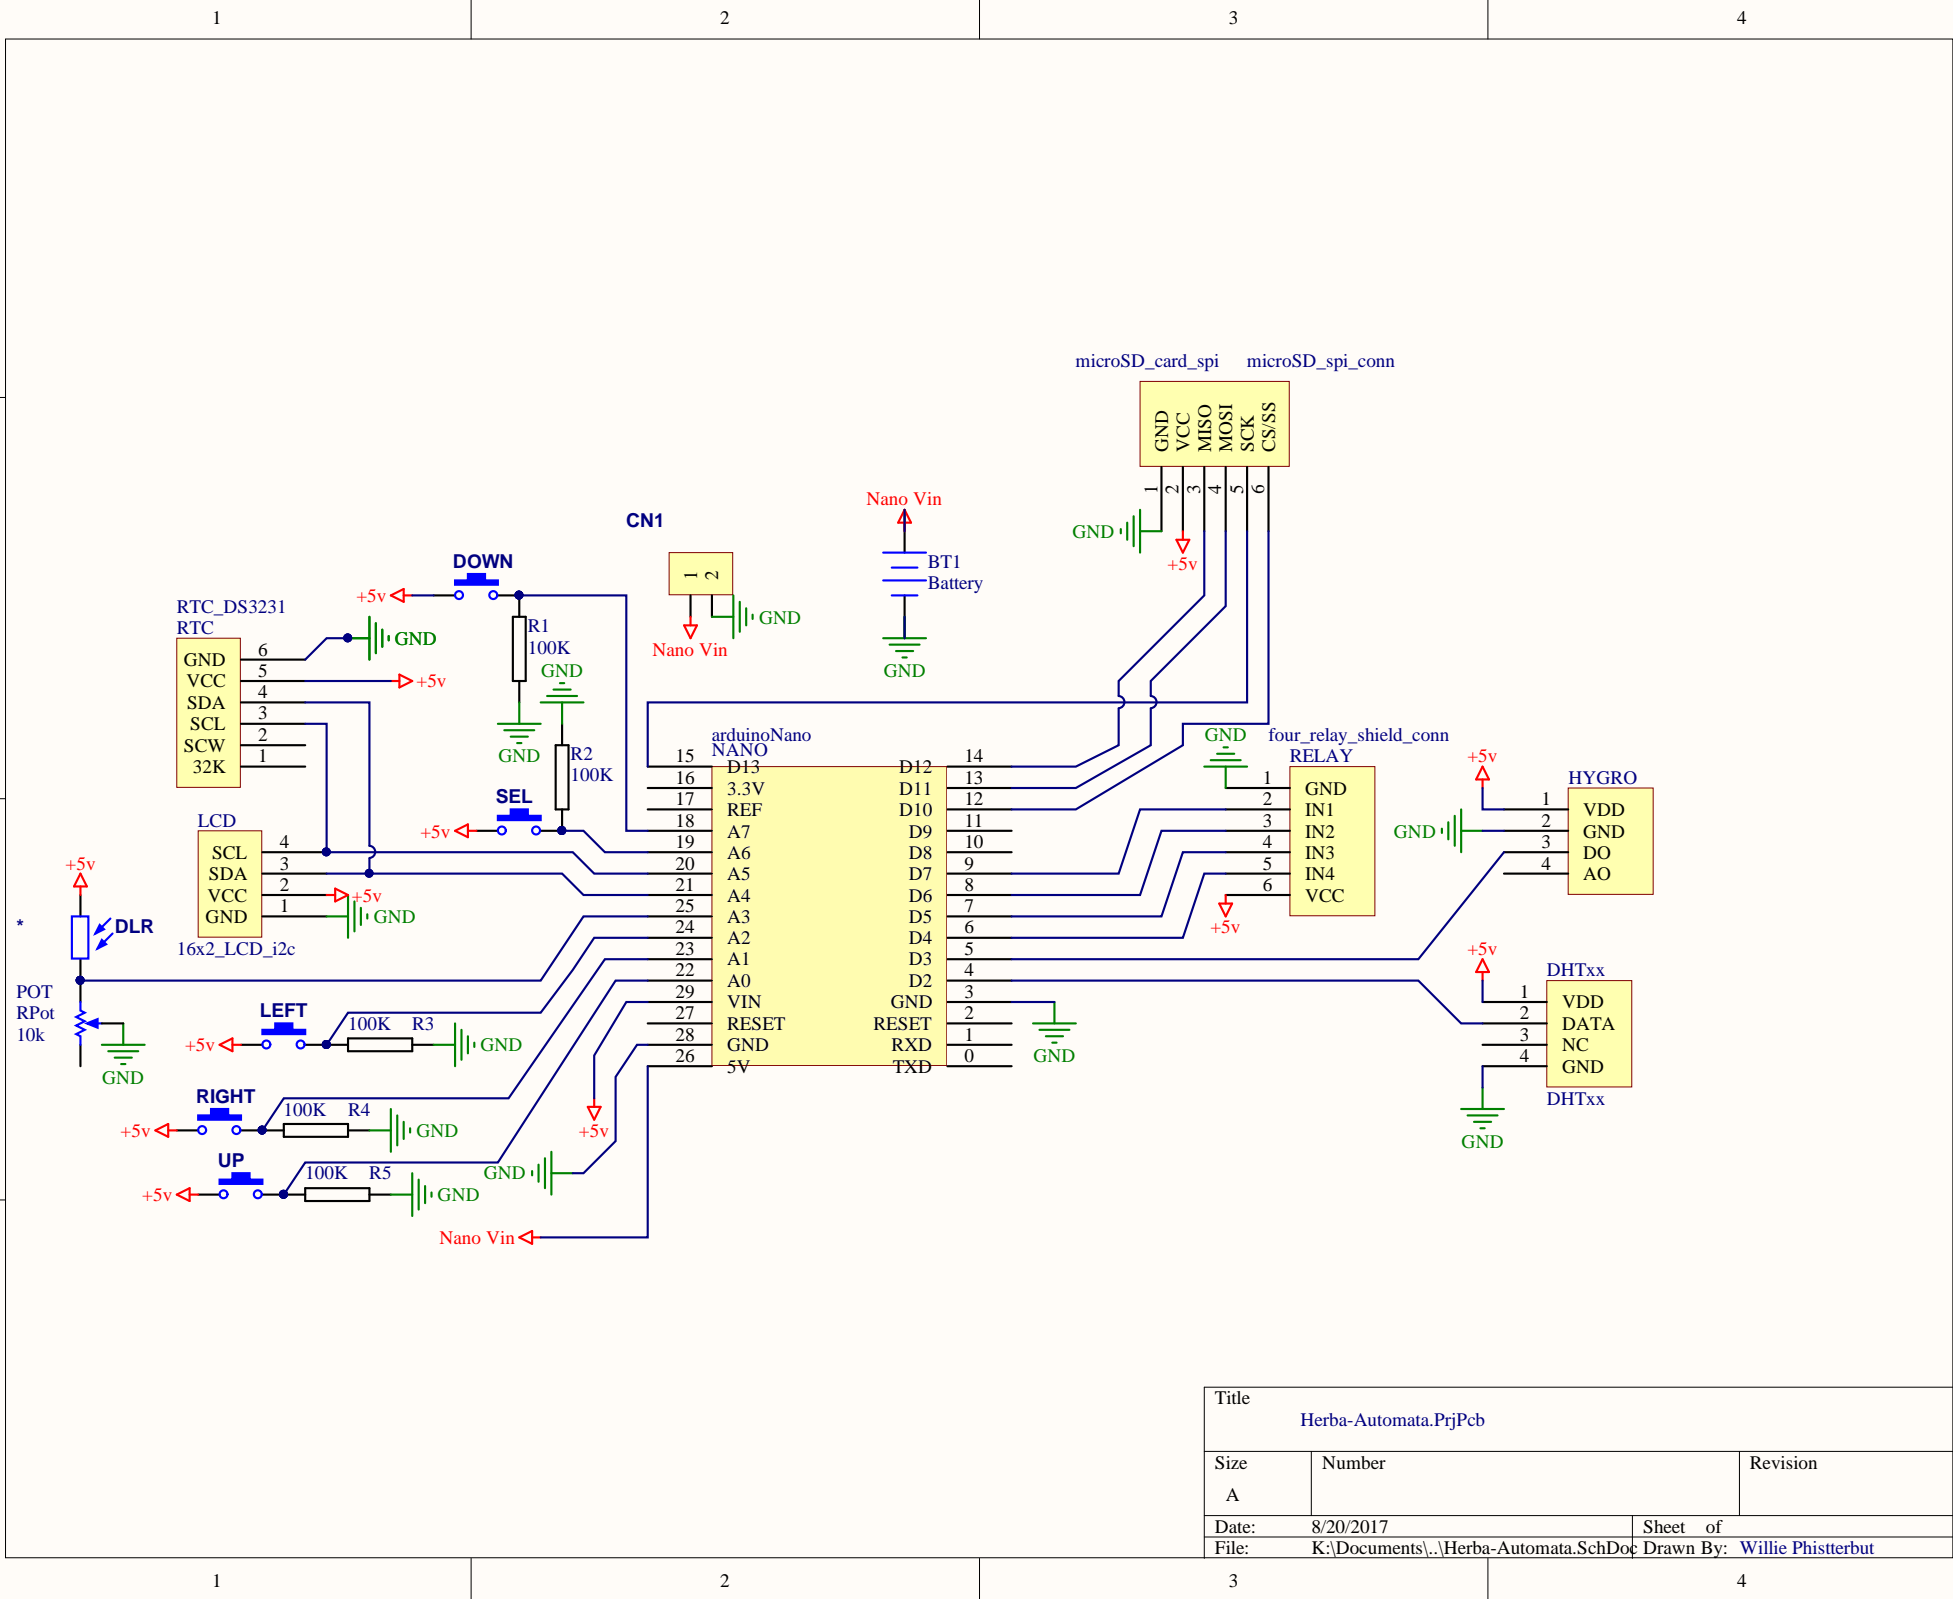 1 2 3 4
microSD_card_spi microSD_spi_conn
GND
VCC
MISO
MOSI
SCK
CS/SS
1
2
3
4
5
6
GND
+5v
CN1
1
2
GND
Nano Vin
Nano Vin
BT1
Battery
GND
DOWN
+5v
R1
100K
GND
GND
R2
100K
SEL
+5v
RTC_DS3231
RTC
GND 6
VCC 5
SDA 4
SCL 3
SCW 2
32K 1
GND
+5v
LCD
SCL 4
SDA 3
VCC 2
GND 1
+5v
GND
16x2_LCD_i2c
+5v
*
DLR
POT
RPot
10k
GND
LEFT
+5v
100K R3
GND
RIGHT
+5v
100K R4
GND
UP
+5v
100K R5
GND
arduinoNano
NANO
15 D13
16 3.3V
17 REF
18 A7
19 A6
20 A5
21 A4
25 A3
24 A2
23 A1
22 A0
29 VIN
27 RESET
28 GND
26 5V
D12 14
D11 13
D10 12
D9 11
D8 10
D7 9
D6 8
D5 7
D4 6
D3 5
D2 4
GND 3
RESET 2
RXD 1
TXD 0
+5v
GND
Nano Vin
GND
GND
four_relay_shield_conn
RELAY
1 GND
2 IN1
3 IN2
4 IN3
5 IN4
6 VCC
+5v
+5v
GND
HYGRO
1 VDD
2 GND
3 DO
4 AO
+5v
DHTxx
1 VDD
2 DATA
3 NC
4 GND
DHTxx
GND
Title
Herba-Automata.PrjPcb
Size Number Revision
A
Date: 8/20/2017 Sheet of
File: K:\Documents\..\Herba-Automata.SchDoc Drawn By: Willie Phistterbut
1 2 3 4